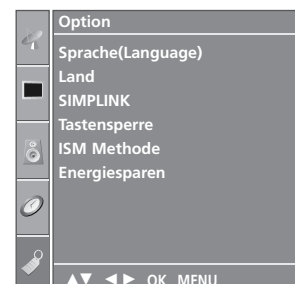 Option
Sprache(Language)
Land
SIMPLINK
Tastensperre
ISM Methode
Energiesparen
▲▼ ◀▶ OK MENU